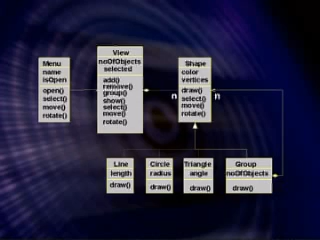 Menu
name
isOpen
open()
select()
move()
rotate()
View
noOfObjects
selected
add()
remove()
group()
show()
select()
move()
rotate()
Shape
color
vertices
draw()
select()
move()
rotate()
n
n
Line
length
draw()
Circle
radius
draw()
Triangle
angle
draw()
Group
noOfObjects
draw()